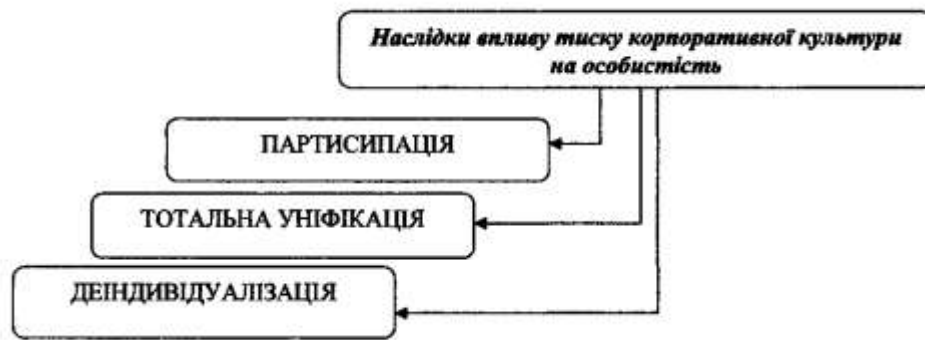 Наслідки впливу тиску корпоративної культури
на особистість
ПАРТИСИПАЦІЯ
ТОТАЛЬНА УНІФІКАЦІЯ
ДЕІНДИВІДУАЛІЗАЦІЯ